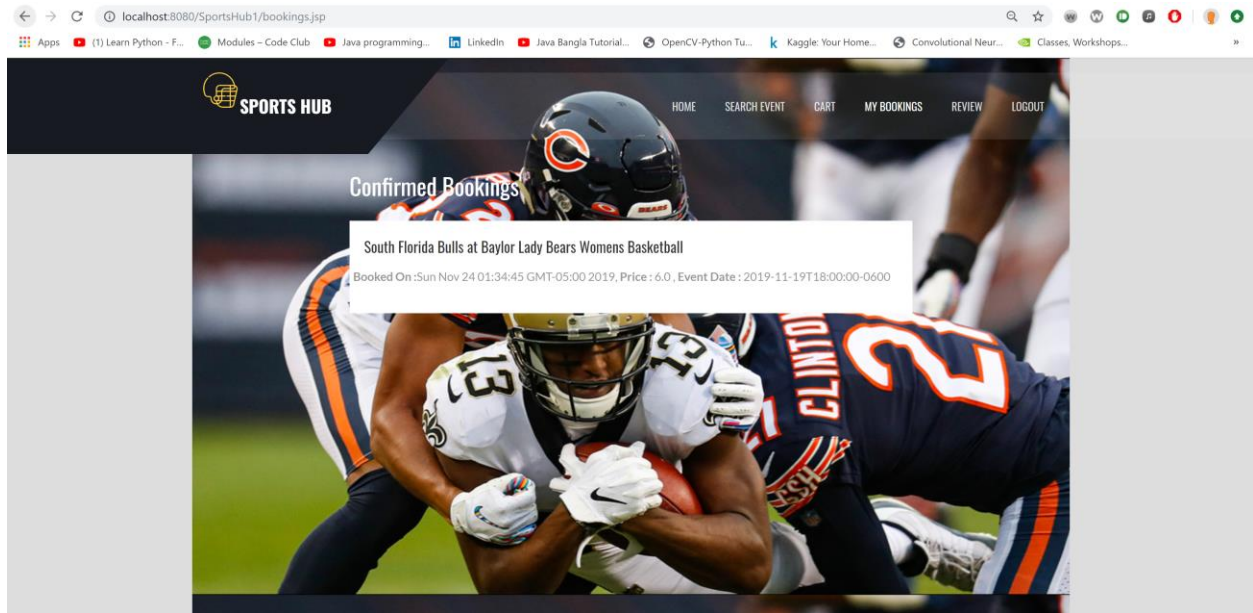 localhost:8080/SportsHub1/bookings.jsp
Apps (1) Learn Python - F... Modules – Code Club Java programming... LinkedIn Java Bangla Tutorial... OpenCV-Python Tu... Kaggle: Your Home... Convolutional Neur... Classes, Workshops... »
SPORTS HUB
HOME SEARCH EVENT CART MY BOOKINGS REVIEW LOGOUT
Confirmed Bookings
BEARS
South Florida Bulls at Baylor Lady Bears Womens Basketball
Booked On :Sun Nov 24 01:34:45 GMT-05:00 2019, Price : 6.0 , Event Date : 2019-11-19T18:00:00-0600
13 13
CLINTON